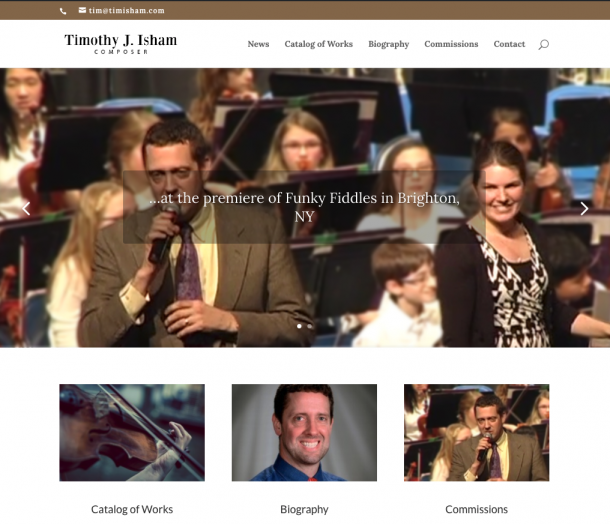 tim@timisham.com
Timothy J. Isham
COMPOSER
News Catalog of Works Biography Commissions Contact
...at the premiere of Funky Fiddles in Brighton,
NY
Catalog of Works Biography Commissions